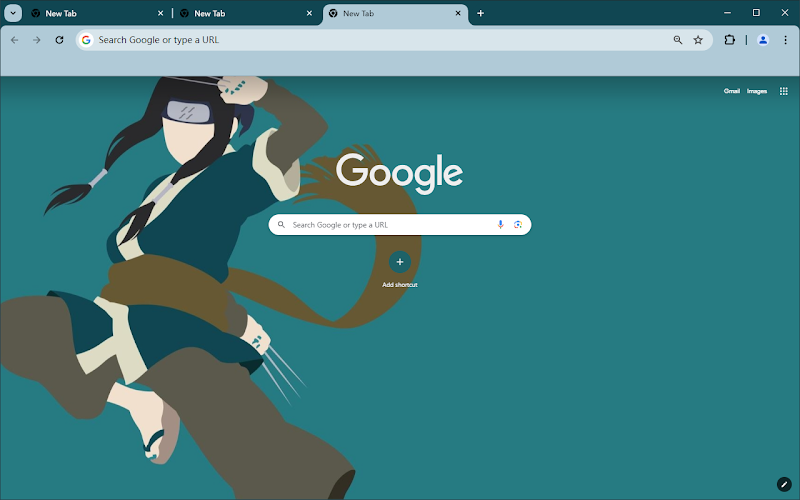 New Tab
New Tab
New Tab
Search Google or type a URL
Gmail Images
Google
Search Google or type a URL
Add shortcut